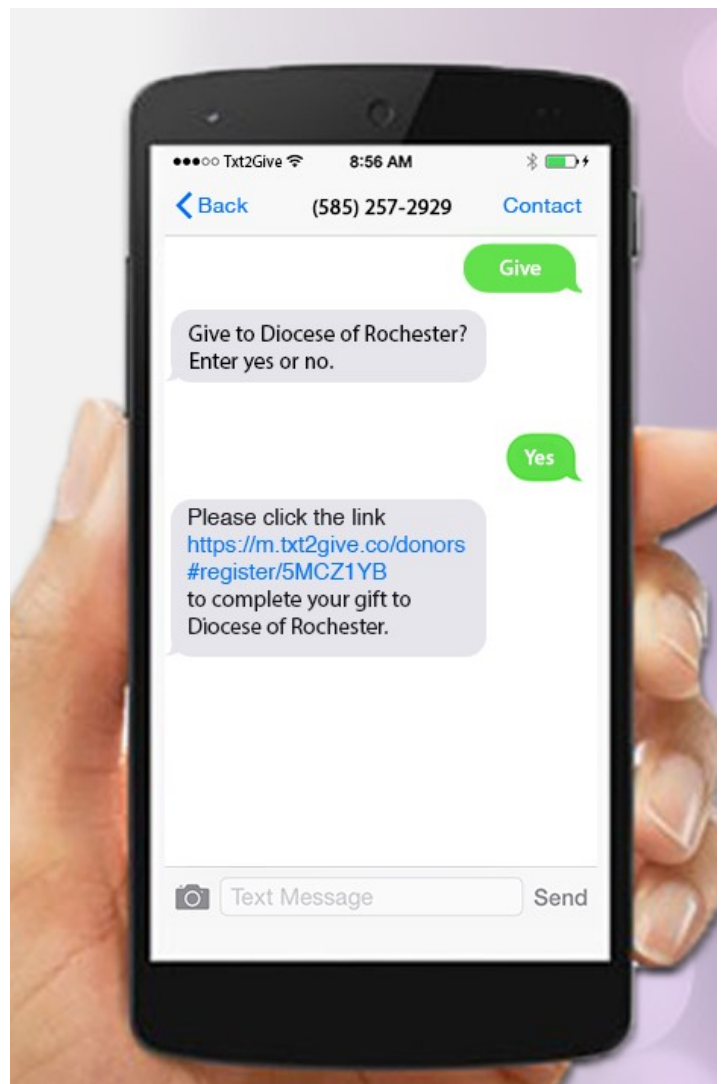 Txt2Give 8:56 AM
Back (585) 257-2929 Contact
Give
Give to Diocese of Rochester?
Enter yes or no.
Yes
Please click the link
https://m.txt2give.co/donors
#register/5MCZ1YB
to complete your gift to
Diocese of Rochester.
Text Message Send